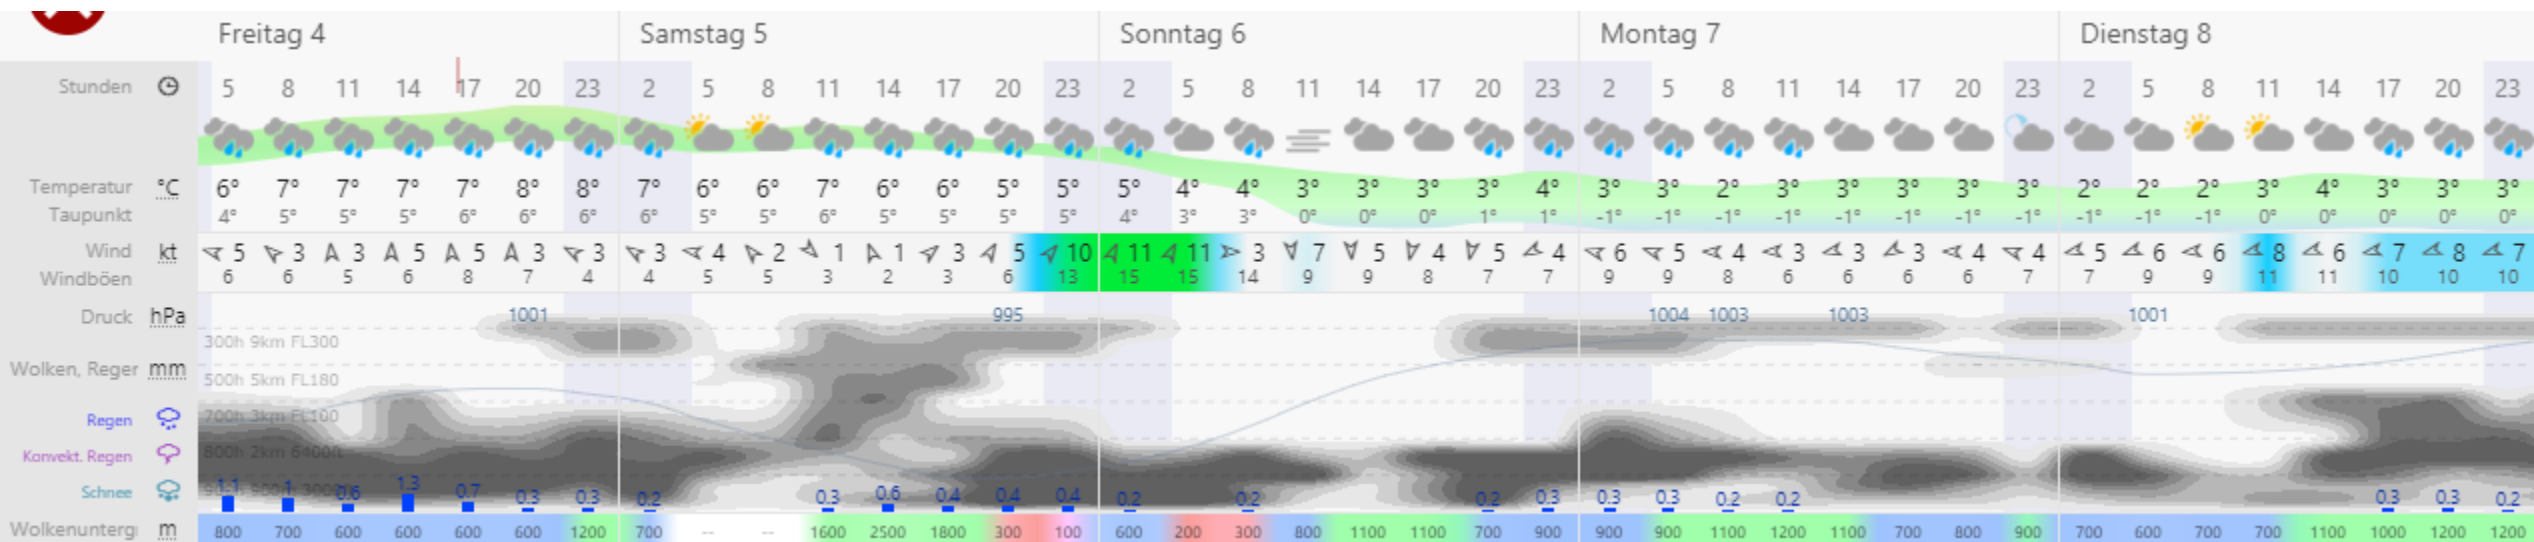 Freitag 4 Samstag 5 Sonntag 6 Montag 7 Dienstag 8
Stunden 5 8 11 14 17 20 23 2 5 8 11 14 17 20 23 2 5 8 11 14 17 20 23 2 5 8 11 14 17 20 23 2 5 8 11 14 17 20 23
Temperatur °C 6° 7° 7° 7° 7° 8° 8° 7° 6° 6° 7° 6° 6° 5° 5° 5° 4° 4° 3° 3° 3° 3° 4° 3° 3° 2° 3° 3° 3° 3° 3° 2° 2° 2° 3° 4° 3° 3° 3°
Taupunkt 4° 5° 5° 5° 6° 6° 6° 6° 5° 5° 6° 5° 5° 5° 5° 4° 3° 3° 0° 0° 0° 1° 1° -1° -1° -1° -1° -1° -1° -1° -1° -1° -1° -1° 0° 0° 0° 0° 0°
Wind kt 5 3 3 5 5 3 3 3 4 2 1 1 3 5 10 11 11 3 7 5 4 5 4 6 5 4 3 3 3 4 4 5 6 6 8 6 7 8 7
Windböen 6 6 5 6 8 7 4 4 5 5 3 2 3 6 13 15 15 14 9 9 8 7 7 9 9 8 6 6 6 6 7 7 9 9 11 11 10 10 10
Druck hPa 1001 995 1004 1003 1003 1001
300h 9km FL300
Wolken, Reger mm
500h 5km FL180
700h 3km FL100
Regen
800h 2km 6400ft
Konvekt. Regen
Schnee 1.1 1 0.6 1.3 0.7 0.3 0.3 0.2 0.3 0.6 0.4 0.4 0.4 0.2 0.2 0.2 0.3 0.3 0.3 0.2 0.2 0.3 0.3 0.2
Wolkenunterg m 800 700 600 600 600 600 1200 700 -- -- 1600 2500 1800 300 100 600 200 300 800 1100 1100 700 900 900 900 1100 1200 1100 700 800 900 700 600 700 700 1100 1000 1200 1200